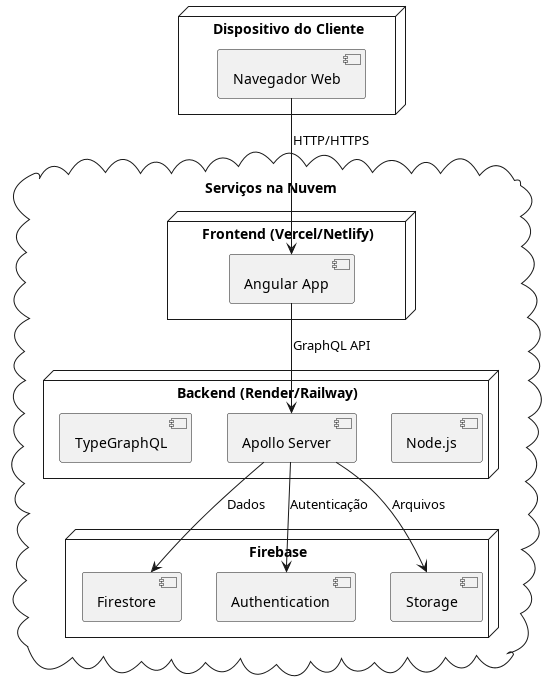 Dispositivo do Cliente
Navegador Web
HTTP/HTTPS
Serviços na Nuvem
Frontend (Vercel/Netlify)
Angular App
GraphQL API
Backend (Render/Railway)
TypeGraphQL
Apollo Server
Node.js
Dados
Autenticação
Arquivos
Firebase
Firestore
Authentication
Storage